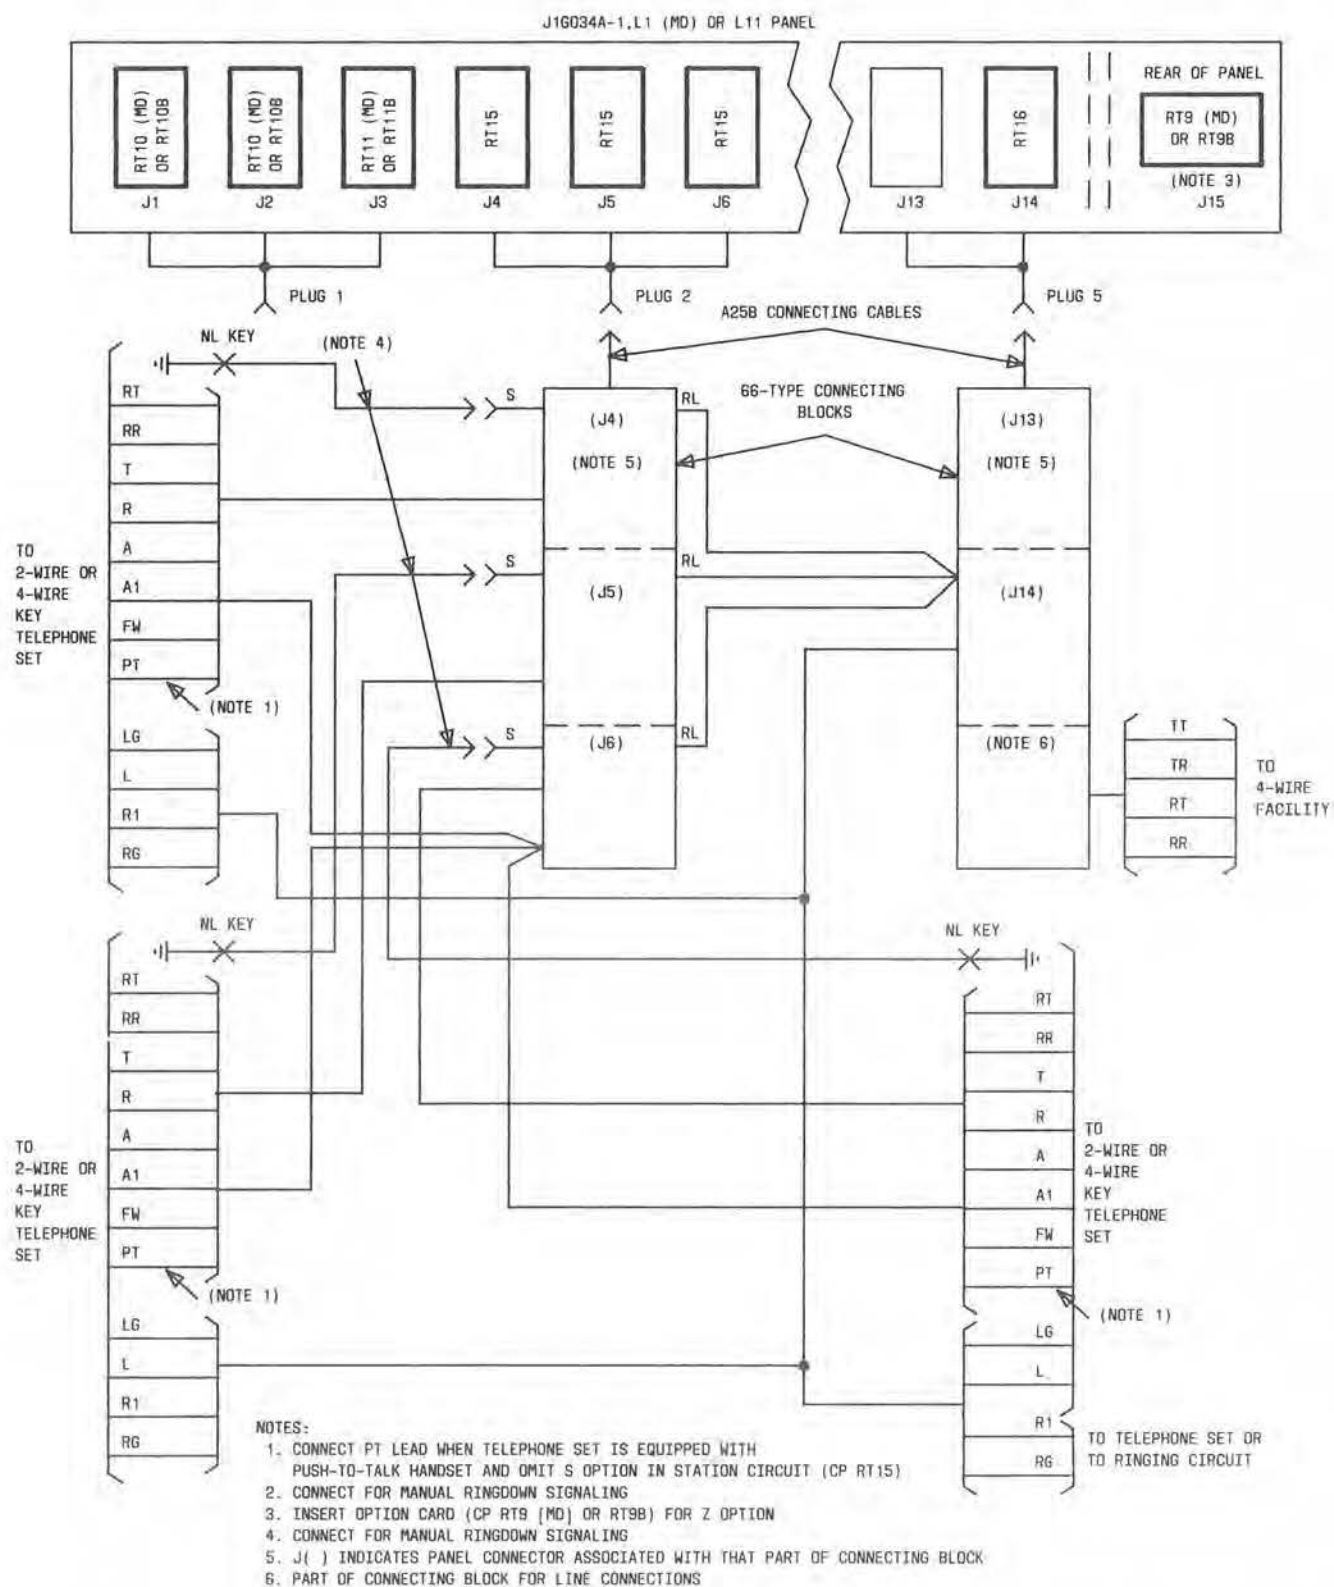 J1G034A-1,L1 (MD) OR L11 PANEL
RT10 (MD)
OR RT10B
RT10 (MD)
OR RT10B
RT11 (MD)
OR RT11B
RT15
RT15
RT15
RT16
REAR OF PANEL
RT9 (MD)
OR RT9B
(NOTE 3)
J1
J2
J3
J4
J5
J6
J13
J14
J15
PLUG 1
PLUG 2
PLUG 5
A25B CONNECTING CABLES
NL KEY
(NOTE 4)
66-TYPE CONNECTING
BLOCKS
S
RL
(J4)
(NOTE 5)
S
RL
(J5)
S
RL
(J6)
(J13)
(NOTE 5)
(J14)
(NOTE 6)
RT
RR
T
R
A
A1
FW
PT
(NOTE 1)
LG
L
R1
RG
TO
2-WIRE OR
4-WIRE
KEY
TELEPHONE
SET
TT
TR
RT
RR
TO
4-WIRE
FACILITY
NL KEY
RT
RR
T
R
A
A1
FW
PT
(NOTE 1)
LG
L
R1
RG
TO
2-WIRE OR
4-WIRE
KEY
TELEPHONE
SET
NL KEY
RT
RR
T
R
A
A1
FW
PT
(NOTE 1)
LG
L
R1
RG
TO
2-WIRE OR
4-WIRE
KEY
TELEPHONE
SET
TO TELEPHONE SET OR
TO RINGING CIRCUIT
NOTES:
1. CONNECT PT LEAD WHEN TELEPHONE SET IS EQUIPPED WITH
PUSH-TO-TALK HANDSET AND OMIT S OPTION IN STATION CIRCUIT (CP RT15)
2. CONNECT FOR MANUAL RINGDOWN SIGNALING
3. INSERT OPTION CARD (CP RT9 [MD] OR RT9B) FOR Z OPTION
4. CONNECT FOR MANUAL RINGDOWN SIGNALING
5. J( ) INDICATES PANEL CONNECTOR ASSOCIATED WITH THAT PART OF CONNECTING BLOCK
6. PART OF CONNECTING BLOCK FOR LINE CONNECTIONS